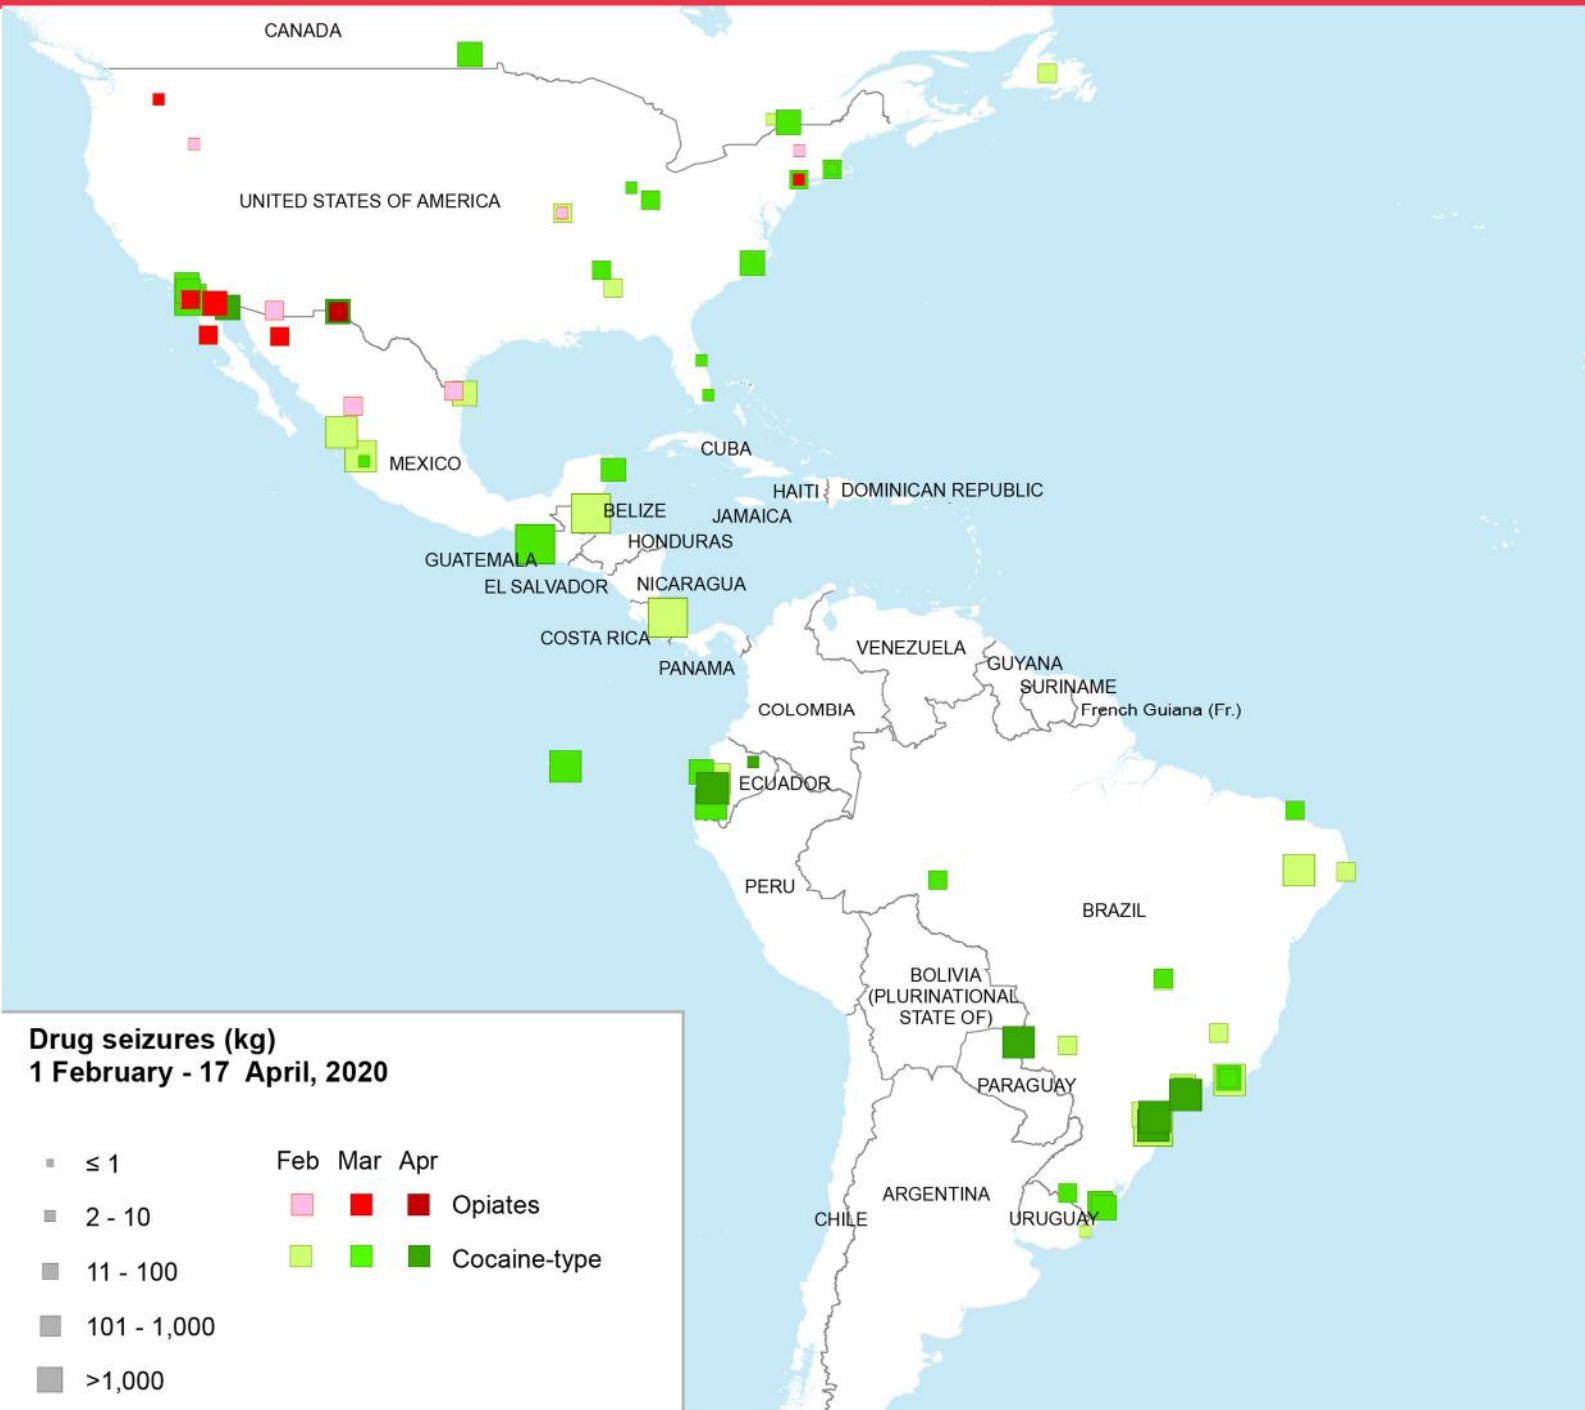 CANADA
UNITED STATES OF AMERICA
CUBA
MEXICO
HAITI
DOMINICAN REPUBLIC
BELIZE
JAMAICA
HONDURAS
GUATEMALA
EL SALVADOR
NICARAGUA
COSTA RICA
VENEZUELA
PANAMA
GUYANA
SURINAME
COLOMBIA
French Guiana (Fr.)
ECUADOR
PERU
BRAZIL
BOLIVIA
(PLURINATIONAL
STATE OF)
PARAGUAY
ARGENTINA
CHILE
URUGUAY
Drug seizures (kg)
1 February - 17 April, 2020
≤ 1
2 - 10
11 - 100
101 - 1,000
>1,000
Feb Mar Apr
Opiates
Cocaine-type